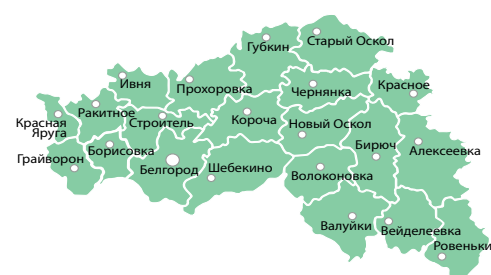 Старый Оскол
Губкин
Ивня
Прохоровка
Чернянка
Красное
Ракитное
Красная
Яруга
Строитель
Короча
Новый Оскол
Грайворон
Борисовка
Белгород
Шебекино
Бирюч
Алексеевка
Волоконовка
Валуйки
Вейделеевка
Ровеньки